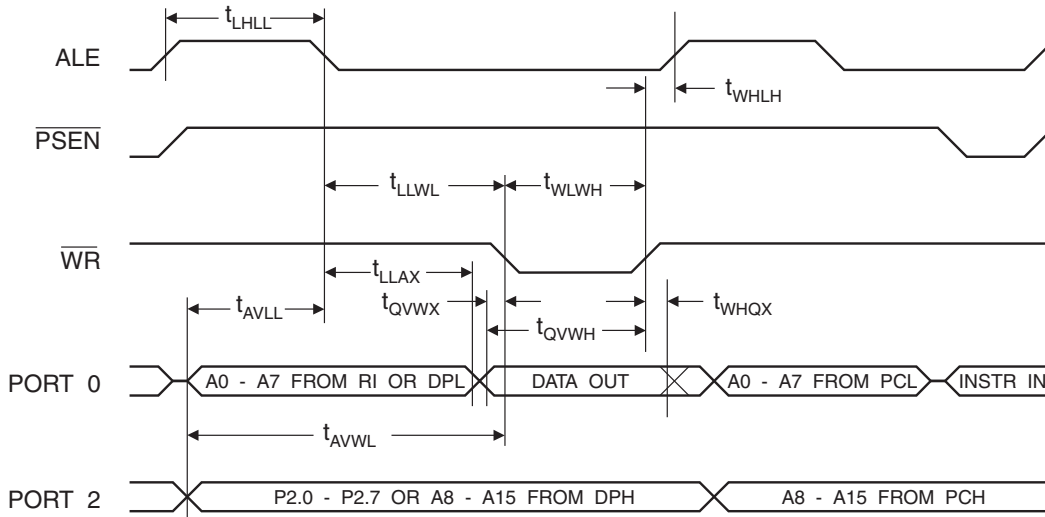 tLHLL
ALE
tWHLH
PSEN
tLLWL
tWLWH
WR
tLLAX
tQVWX
tWHQX
tAVLL
tQVWH
PORT 0
A0 - A7 FROM RI OR DPL
DATA OUT
A0 - A7 FROM PCL
INSTR IN
tAVWL
PORT 2
P2.0 - P2.7 OR A8 - A15 FROM DPH
A8 - A15 FROM PCH